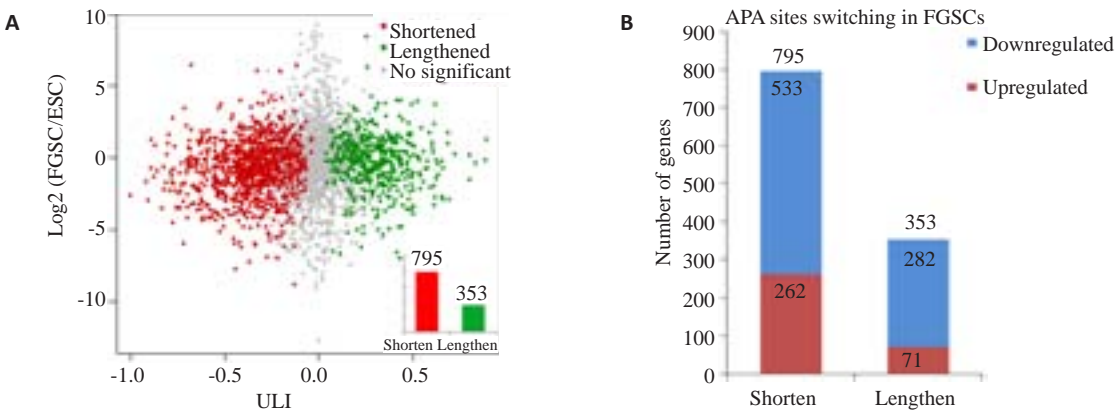 A
10
5
0
-5
-10
Log2 (FGSC/ESC)
Shortened
Lengthened
No significant
795
353
Shorten Lengthen
-1.0
-0.5
0.0
0.5
ULI
B
APA sites switching in FGSCs
900
800
700
600
500
400
300
200
100
0
Number of genes
795
533
262
353
282
71
Shorten
Lengthen
Downregulated
Upregulated